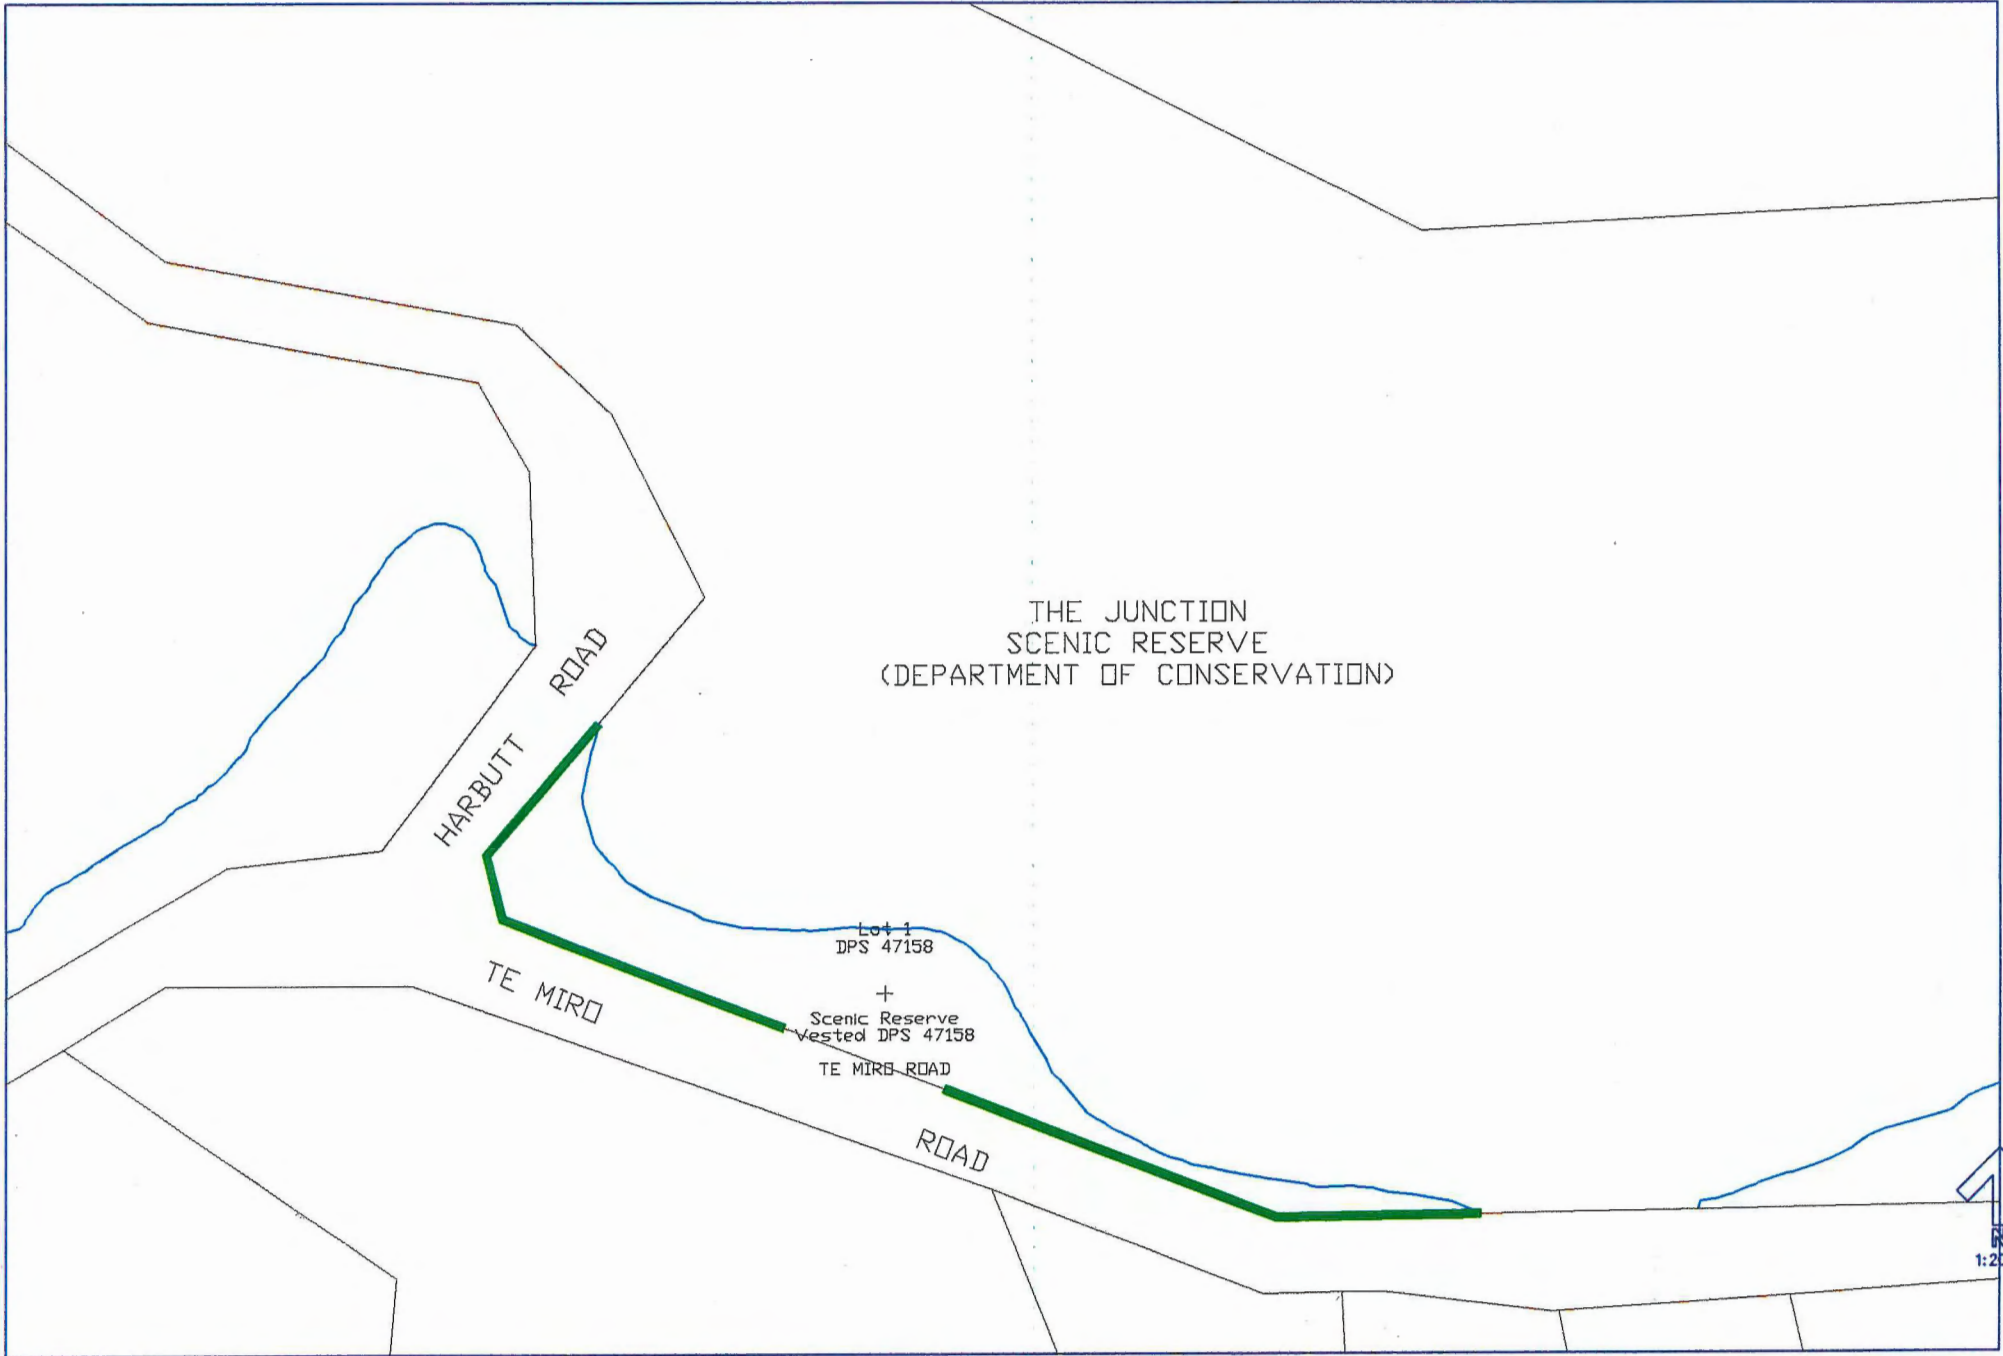 THE JUNCTION
SCENIC RESERVE
(DEPARTMENT OF CONSERVATION)
HARBUTT ROAD
Lot 1
DPS 47158
Scenic Reserve
Vested DPS 47158
TE MIRO ROAD
TE MIRO ROAD